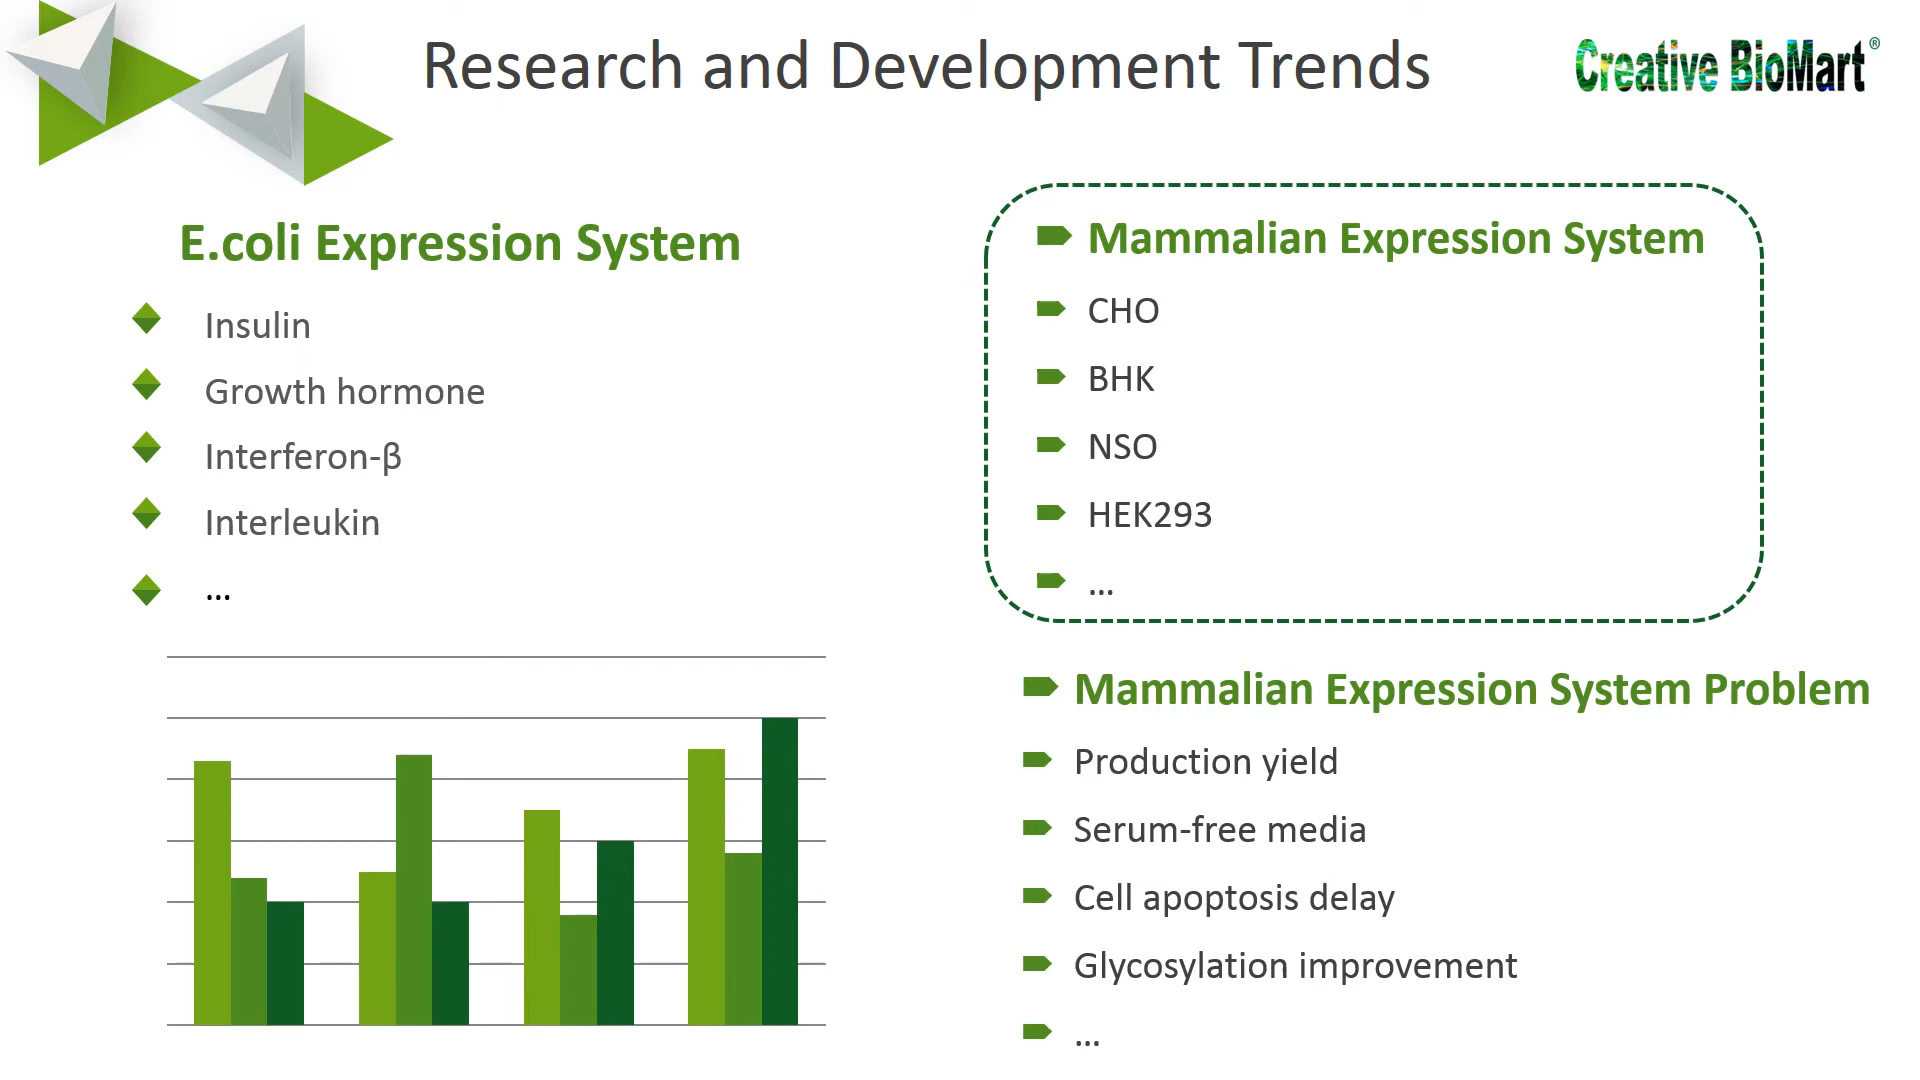 Research and Development Trends
Creative BioMart®
E.coli Expression System
Insulin
Growth hormone
Interferon-β
Interleukin
...
Mammalian Expression System
CHO
BHK
NSO
HEK293
...
Mammalian Expression System Problem
Production yield
Serum-free media
Cell apoptosis delay
Glycosylation improvement
...